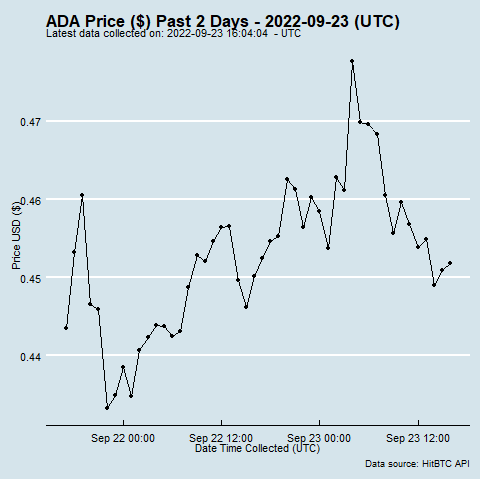 ADA Price ($) Past 2 Days - 2022-09-23 (UTC)
Latest data collected on: 2022-09-23 16:04:04 - UTC
0.47
0.46
0.45
0.44
Price USD ($)
Sep 22 00:00 Sep 22 12:00 Sep 23 00:00 Sep 23 12:00
Date Time Collected (UTC)
Data source: HitBTC API